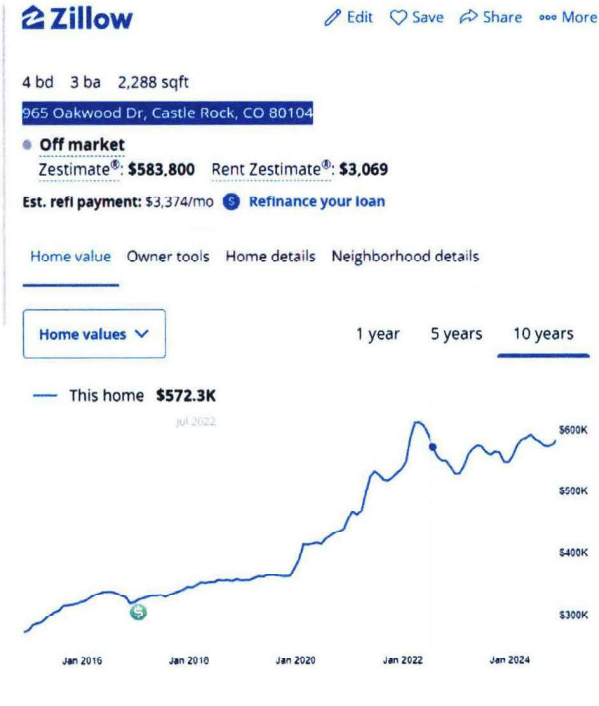 Zillow
Edit Save Share More
4 bd 3 ba 2,288 sqft
965 Oakwood Dr, Castle Rock, CO 80104
Off market
Zestimate®: $583,800 Rent Zestimate®: $3,069
Est. refi payment: $3,374/mo $ Refinance your loan
Home value Owner tools Home details Neighborhood details
Home values 1 year 5 years 10 years
This home $572.3K
Jul 2022
$600K
$500K
$400K
$300K
$
Jan 2016 Jan 2018 Jan 2020 Jan 2022 Jan 2024